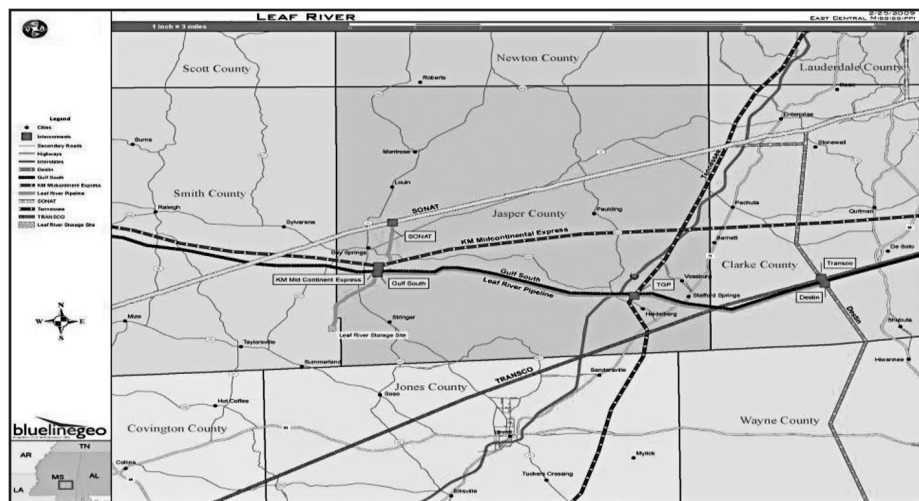 LEAF RIVER
2/25/2009
EAST CENTRAL MISSISSIPPI
1 inch = 3 miles
Scott County
Newton County
Lauderdale County
Roberts
Enterprise
Legend
Cities
Interconnects
Secondary Roads
Highways
Interstates
Destin
Gulf South
KM Midcontinent Express
Leaf River Pipeline
SONAT
Tennessee
TRANSCO
Leaf River Storage Site
Burns
Montrose
Stonewall
Tennessee
Louin
Smith County
Raleigh
Sylvarena
SONAT
Jasper County
Paulding
Pachuta
Quitman
SONAT
KM Midcontinental Express
Bay Springs
Barnett
De Soto
Clarke County
Transco
KM Mid Continent Express
Gulf South
Gulf South
Leaf River Pipeline
TGP
Vossburg
Stafford Springs
Destin
Destin
N
W
E
S
Mize
Stringer
Heidelberg
Shubuta
Leaf River Storage Site
Taylorsville
Summerland
TRANSCO
Sandersville
Hiwannee
Jones County
Soso
Hot Coffee
Covington County
Wayne County
bluelinegeo
TN
AR
MS
AL
LA
Collins
Myrick
Tuckers Crossing
Ellisville